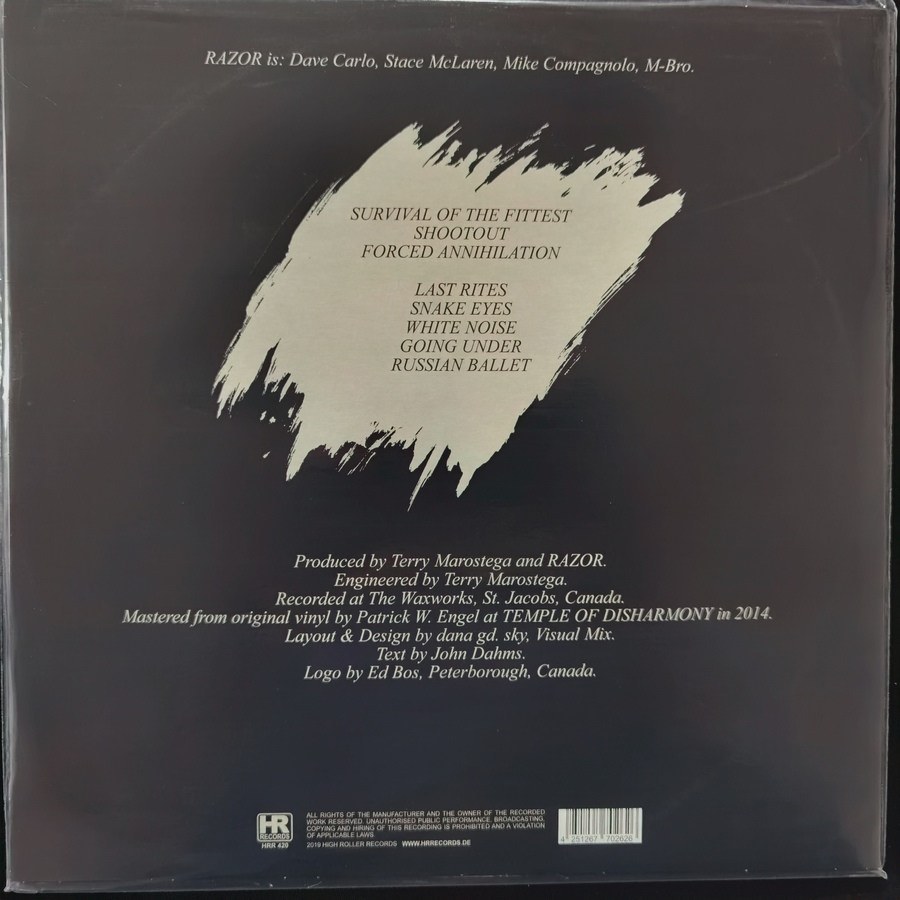 RAZOR is: Dave Carlo, Stace McLaren, Mike Compagnolo, M-Bro.
SURVIVAL OF THE FITTEST
SHOOTOUT
FORCED ANNIHILATION
LAST RITES
SNAKE EYES
WHITE NOISE
GOING UNDER
RUSSIAN BALLET
Produced by Terry Marostega and RAZOR.
Engineered by Terry Marostega.
Recorded at The Waxworks, St. Jacobs, Canada.
Mastered from original vinyl by Patrick W. Engel at TEMPLE OF DISHARMONY in 2014.
Layout & Design by dana gd. sky, Visual Mix.
Text by John Dahms.
Logo by Ed Bos, Peterborough, Canada.
HR
RECORDS
HRR 420
ALL RIGHTS OF THE MANUFACTURER AND THE OWNER OF THE RECORDED
WORK RESERVED. UNAUTHORISED PUBLIC PERFORMANCE, BROADCASTING,
COPYING AND HIRING OF THIS RECORDING IS PROHIBITED AND A VIOLATION
OF APPLICABLE LAWS.
2019 HIGH ROLLER RECORDS WWW.HRRECORDS.DE
4 251267 702626